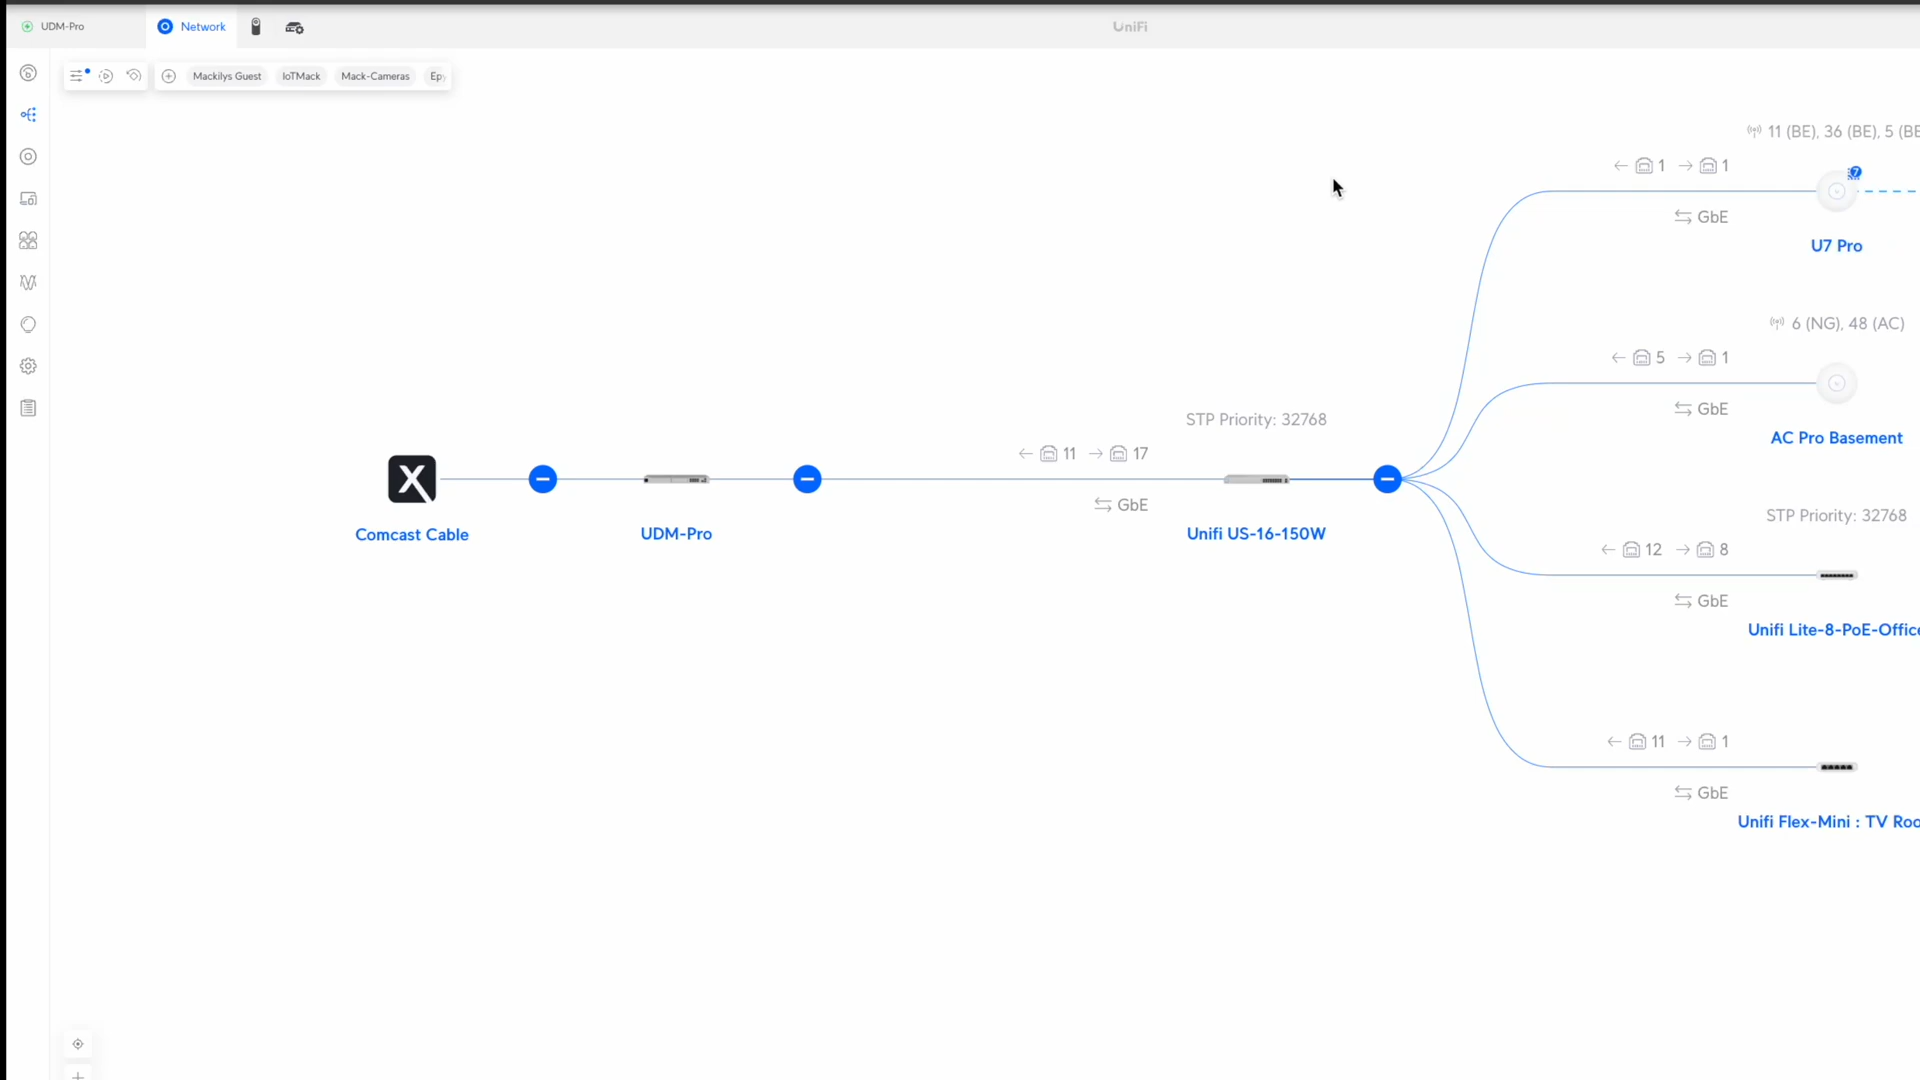 UDM-Pro
Network
UniFi
Mackilys Guest
IoTMack
Mack-Cameras
Ep
11 (BE), 36 (BE), 5 (BE
1 1
GbE
7
U7 Pro
6 (NG), 48 (AC)
5 1
GbE
AC Pro Basement
STP Priority: 32768
11 17
GbE
X
Comcast Cable
UDM-Pro
Unifi US-16-150W
STP Priority: 32768
12 8
GbE
Unifi Lite-8-PoE-Office
11 1
GbE
Unifi Flex-Mini : TV Roo